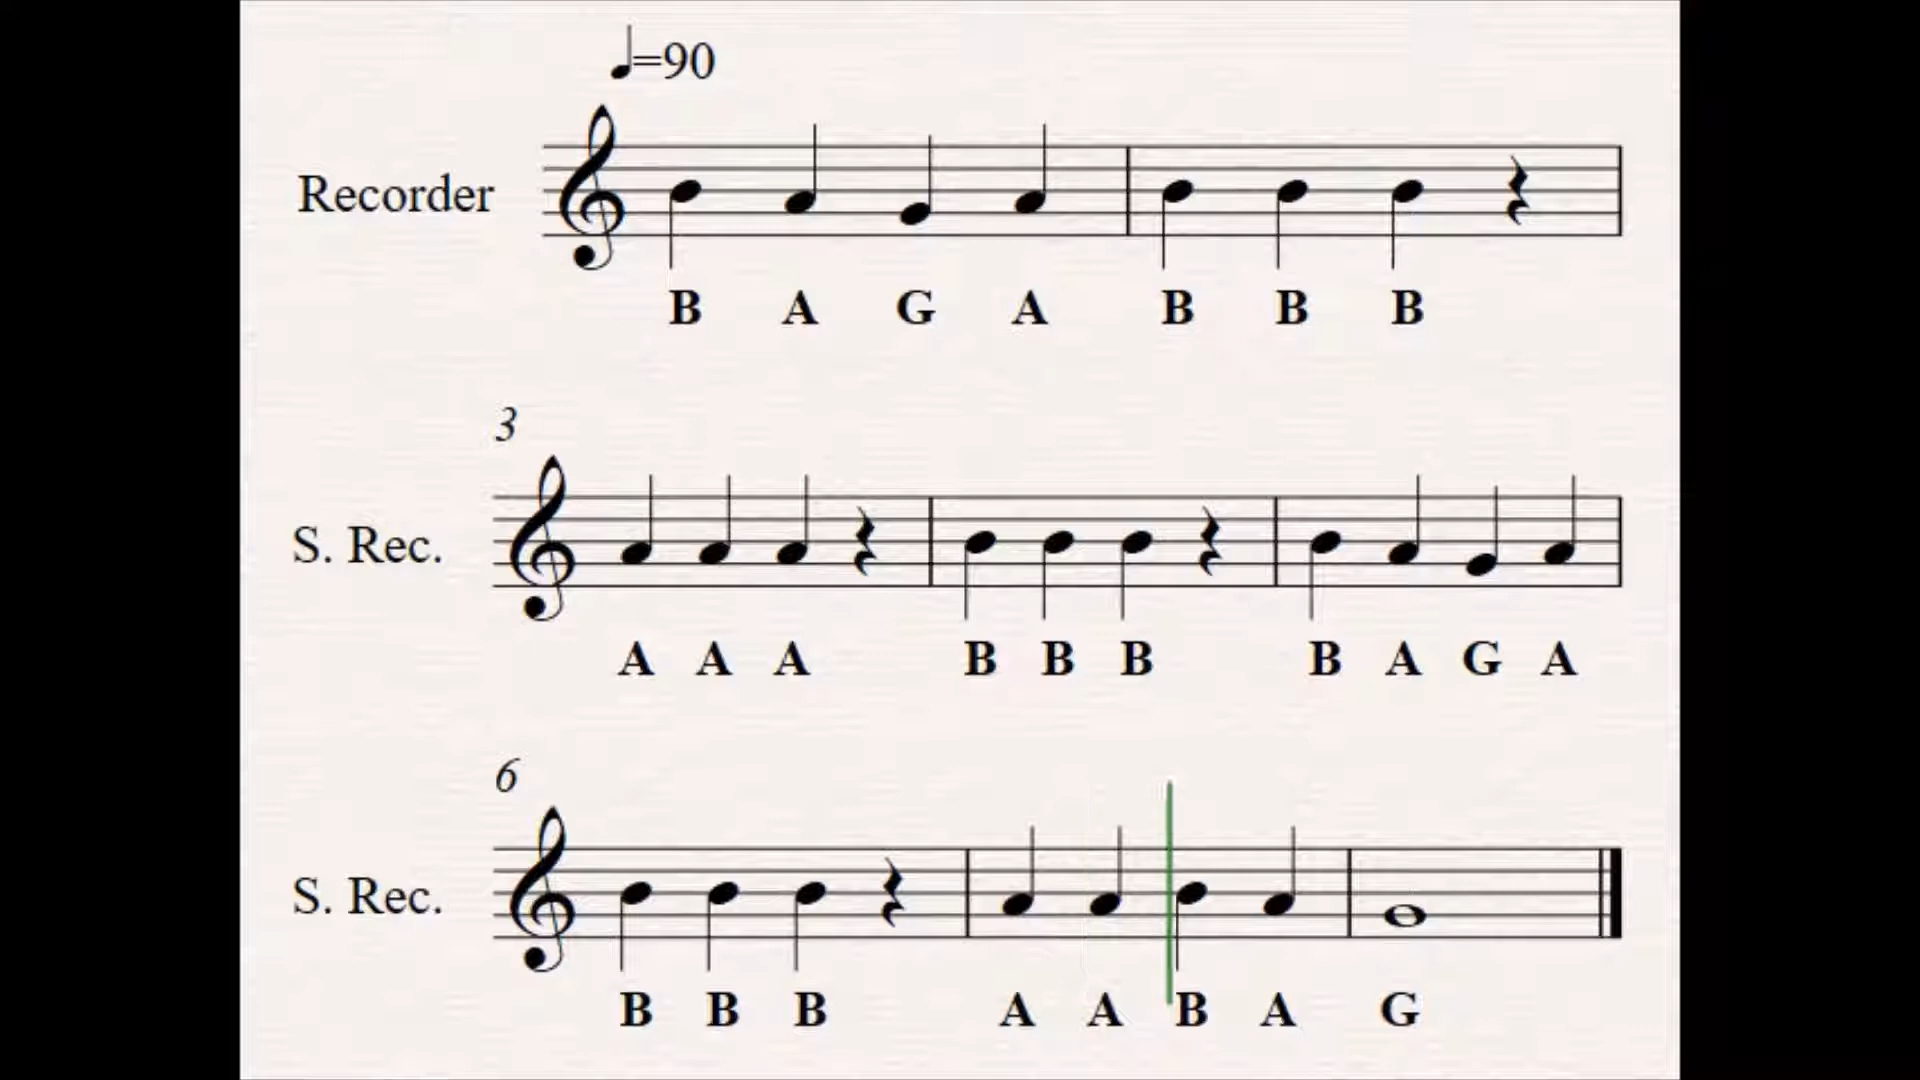 ♩=90
Recorder
B A G A B B B
3
S. Rec.
A A A B B B B A G A
6
S. Rec.
B B B A A B A G